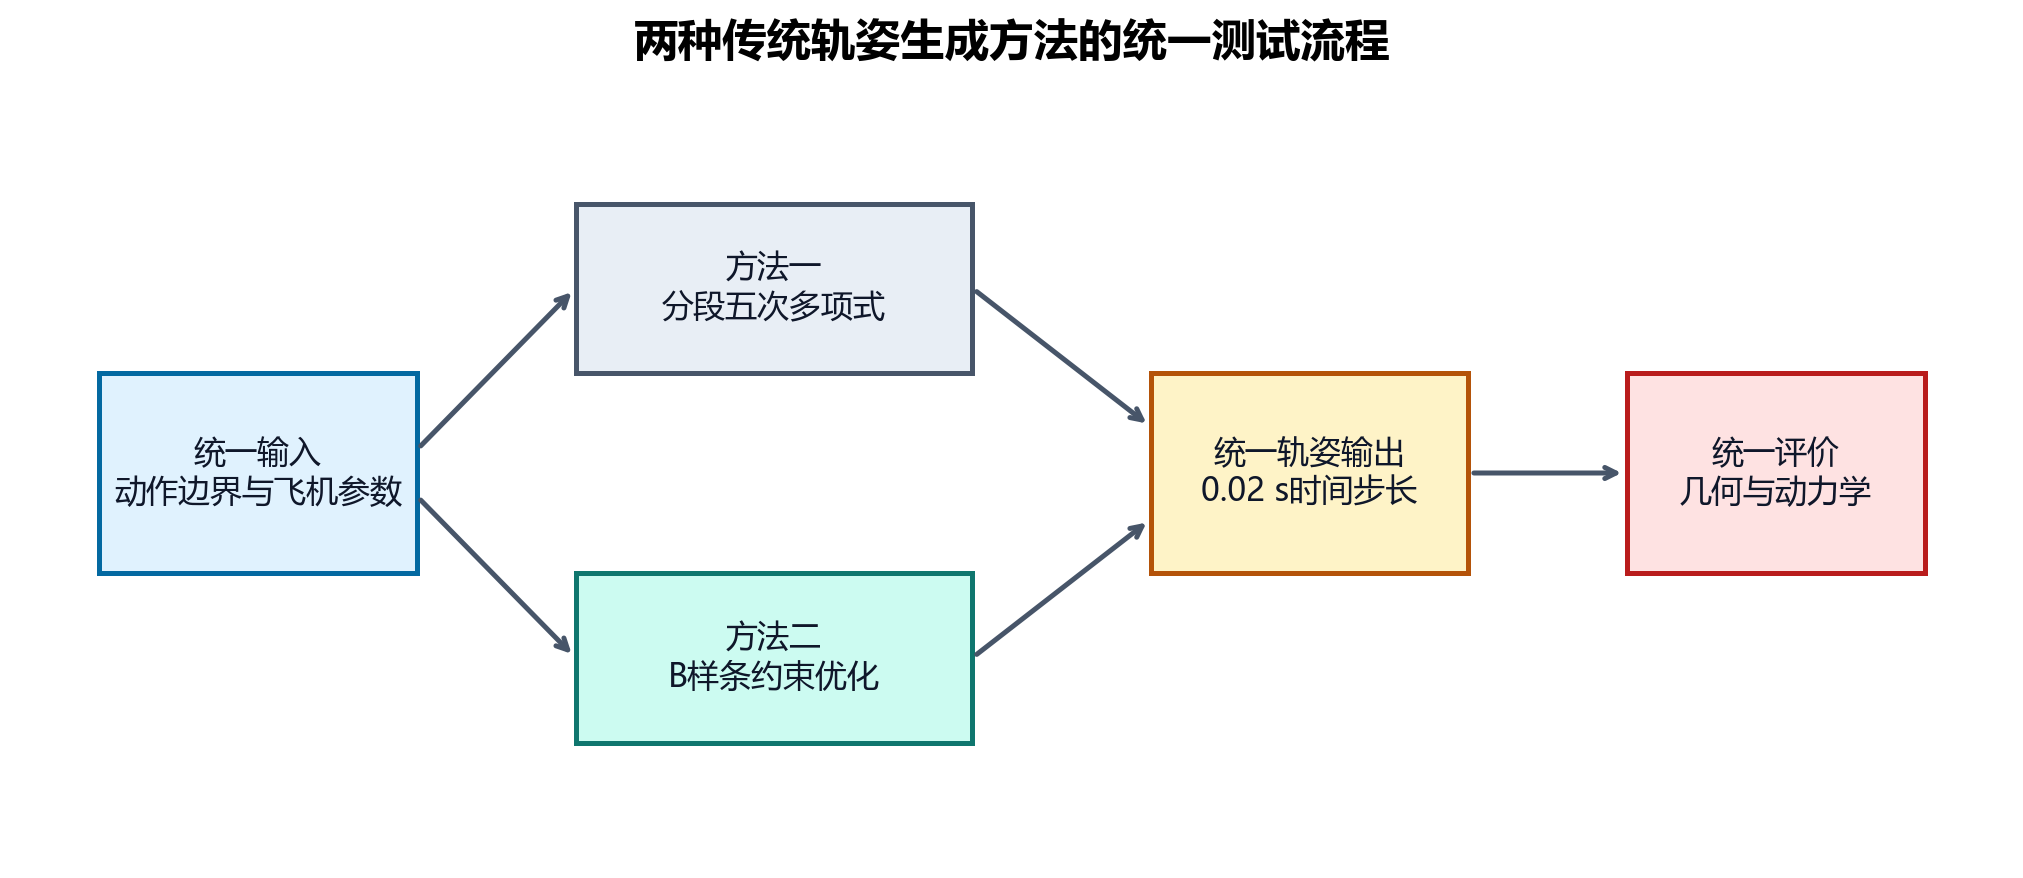 两种传统轨姿生成方法的统一测试流程
方法一
分段五次多项式
统一输入
动作边界与飞机参数
方法二
B样条约束优化
统一轨姿输出
0.02 s时间步长
统一评价
几何与动力学